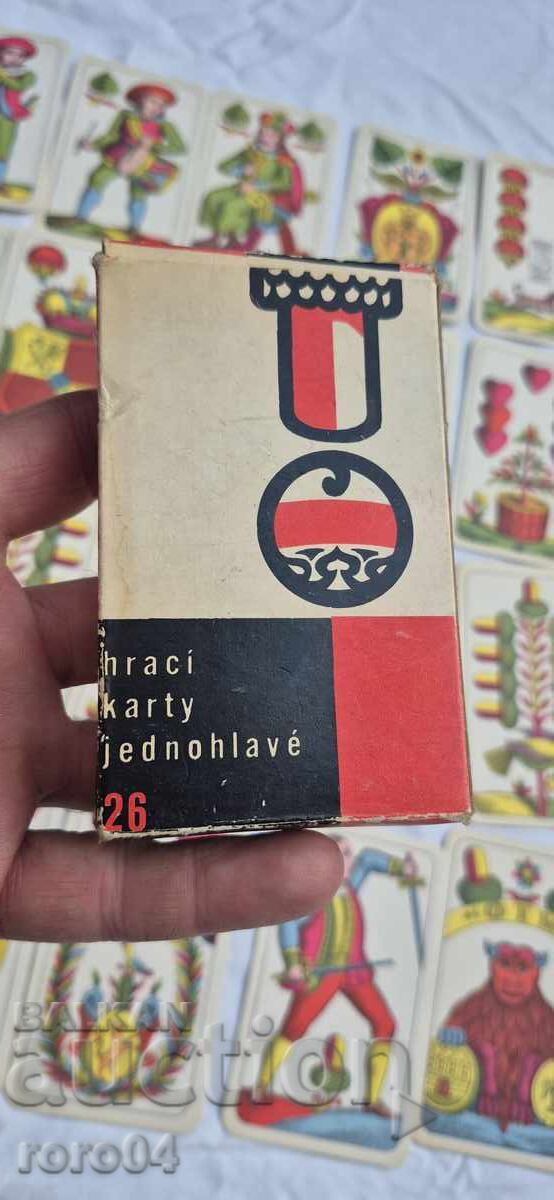 hrací
karty
jednohlavé
26
BALKAN
auction
roro04